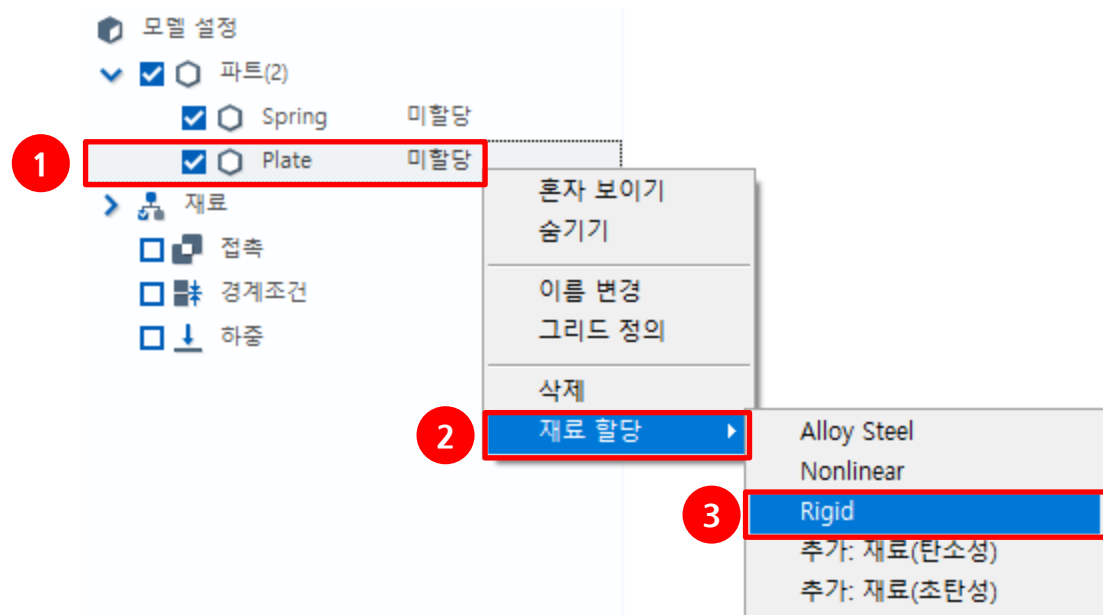 모델 설정
파트(2)
Spring 미할당
1 Plate 미할당
혼자 보이기
재료
숨기기
접촉
경계조건
이름 변경
그리드 정의
하중
삭제
2 재료 할당
Alloy Steel
Nonlinear
3 Rigid
추가: 재료(탄소성)
추가: 재료(초탄성)